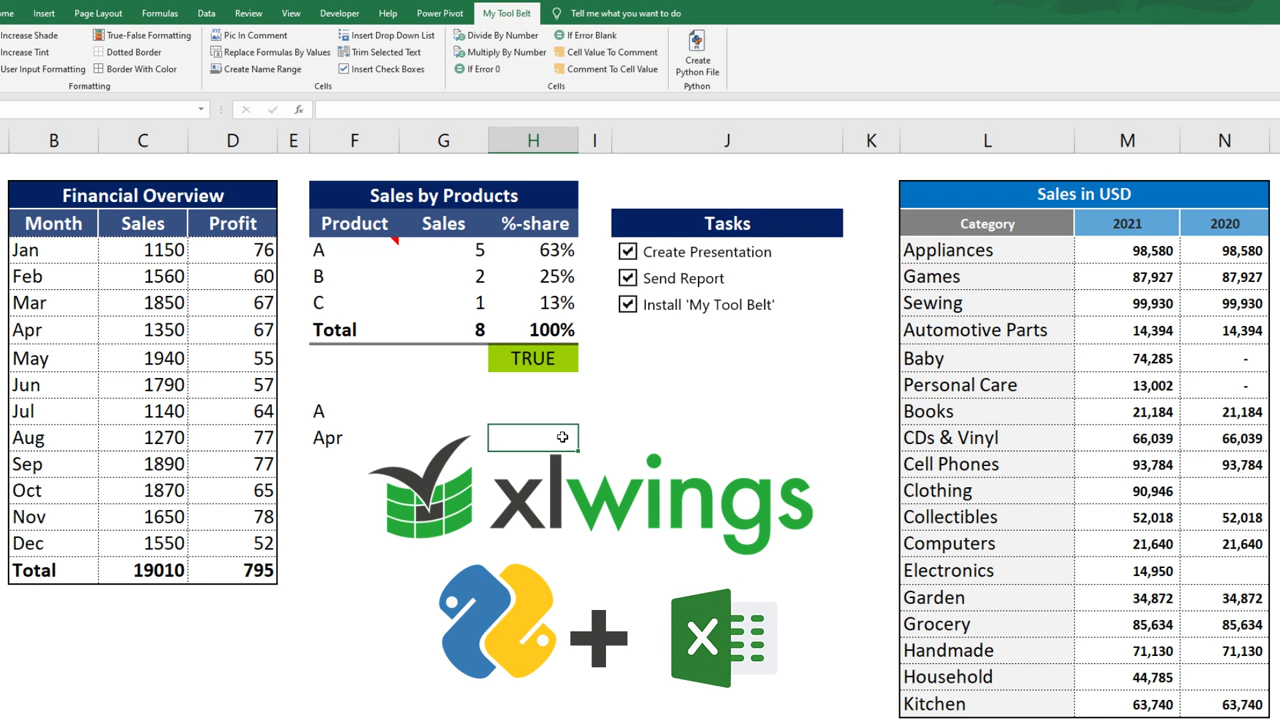 ome Insert Page Layout Formulas Data Review View Developer Help Power Pivot My Tool Belt Tell me what you want to do
Increase Shade True-False Formatting Pic In Comment Insert Drop Down List Divide By Number If Error Blank
Increase Tint Dotted Border Replace Formulas By Values Trim Selected Text Multiply By Number Cell Value To Comment Create
User Input Formatting Border With Color Create Name Range Insert Check Boxes If Error 0 Comment To Cell Value Python File
Formatting Cells Cells Python
fx
B C D E F G H I J K L M N
Financial Overview Sales by Products Sales in USD
Month Sales Profit Product Sales %-share Tasks Category 2021 2020
Jan 1150 76 A 5 63% Create Presentation Appliances 98,580 98,580
Feb 1560 60 B 2 25% Send Report Games 87,927 87,927
Mar 1850 67 C 1 13% Install 'My Tool Belt' Sewing 99,930 99,930
Apr 1350 67 Total 8 100% Automotive Parts 14,394 14,394
May 1940 55 TRUE Baby 74,285 -
Jun 1790 57 Personal Care 13,002 -
Jul 1140 64 A Books 21,184 21,184
Aug 1270 77 Apr CDs & Vinyl 66,039 66,039
Sep 1890 77 Cell Phones 93,784 93,784
Oct 1870 65 xlwings Clothing 90,946
Nov 1650 78 Collectibles 52,018 52,018
Dec 1550 52 Computers 21,640 21,640
Total 19010 795 Electronics 14,950
Garden 34,872 34,872
Grocery 85,634 85,634
X Handmade 71,130 71,130
Household 44,785
Kitchen 63,740 63,740